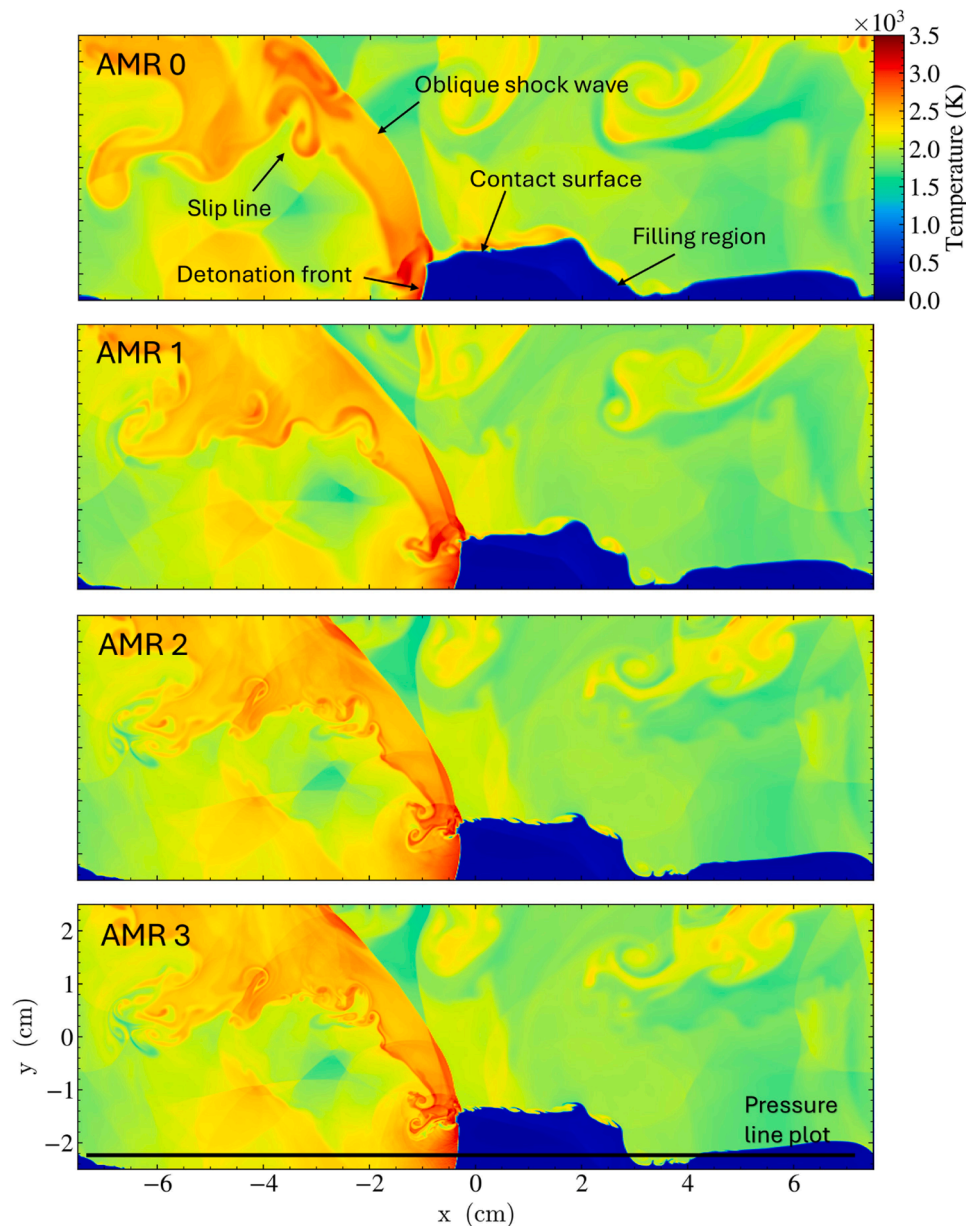 ×10³
AMR 0
Oblique shock wave
Contact surface
Slip line
Filling region
Detonation front
3.5
3.0
2.5
2.0
1.5
1.0
0.5
0.0
Temperature (K)
AMR 1
AMR 2
AMR 3
2
1
0
−1
−2
y (cm)
Pressure
line plot
−6 −4 −2 0 2 4 6
x (cm)